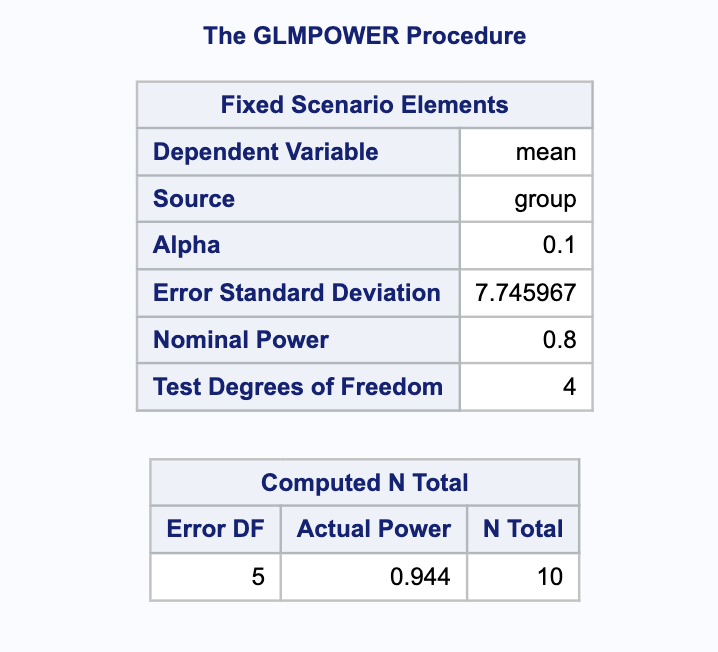 The GLMPOWER Procedure
Fixed Scenario Elements
Dependent Variable mean
Source group
Alpha 0.1
Error Standard Deviation 7.745967
Nominal Power 0.8
Test Degrees of Freedom 4
Computed N Total
Error DF Actual Power N Total
5 0.944 10